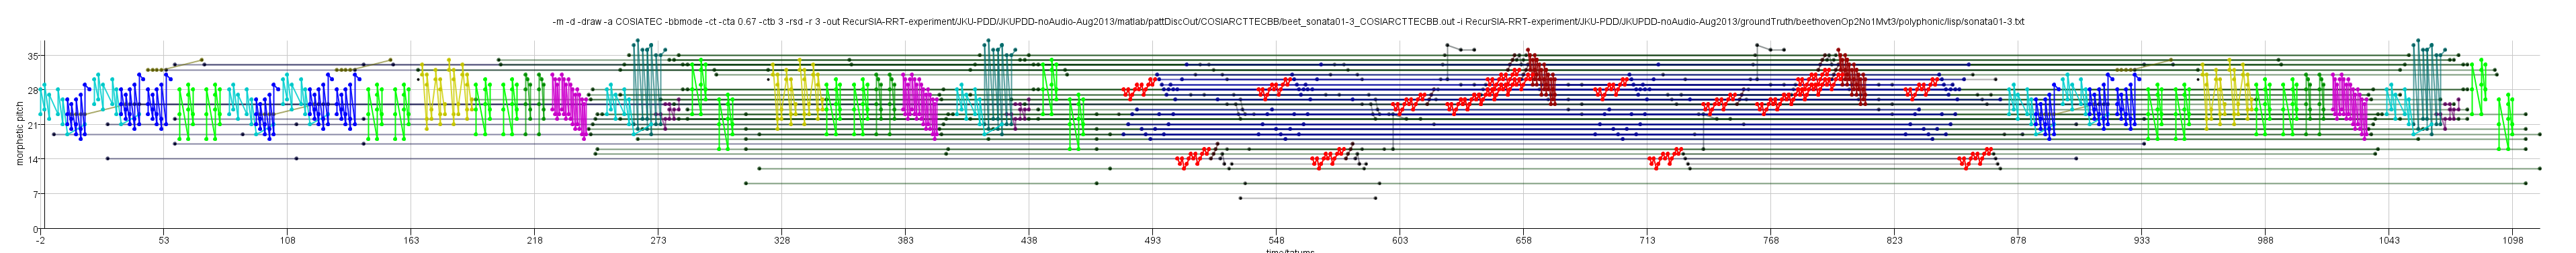 -m -d -draw -a COSIATEC -bbmode -ct -cta 0.67 -ctb 3 -rsd -r 3 -out RecurSIA-RRT-experiment/JKU-PDD/JKUPDD-noAudio-Aug2013/matlab/pattDiscOut/COSIARCTTECBB/beet_sonata01-3_COSIARCTTECBB.out -i RecurSIA-RRT-experiment/JKU-PDD/JKUPDD-noAudio-Aug2013/groundTruth/beethovenOp2No1Mvt3/polyphonic/lisp/sonata01-3.txt
35
28
21
14
7
0
morphetic pitch
-2 53 108 163 218 273 328 383 438 493 548 603 658 713 768 823 878 933 988 1043 1098
time/tatums